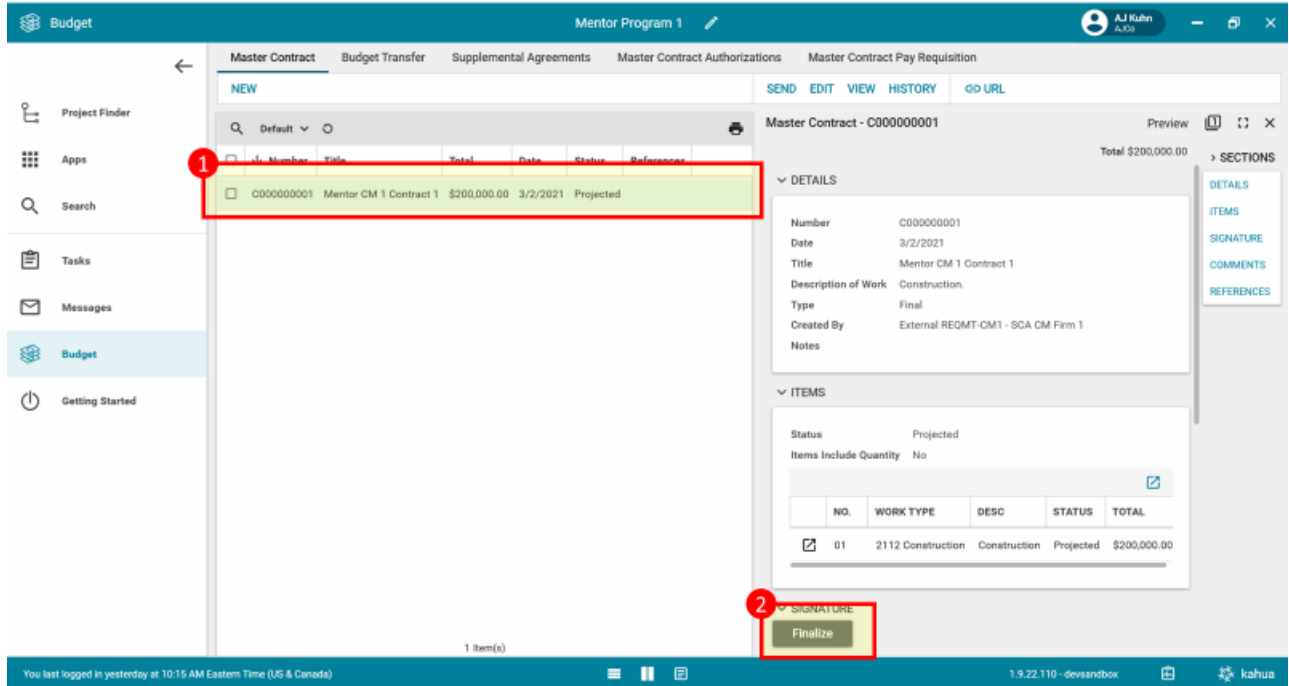 Budget
Mentor Program 1
AJ Kuhn
AJCo
Project Finder
Apps
Search
Tasks
Messages
Budget
Getting Started
Master Contract Budget Transfer Supplemental Agreements Master Contract Authorizations Master Contract Pay Requisition
NEW
Default
1
Number Title Total Date Status References
C000000001 Mentor CM 1 Contract 1 $200,000.00 3/2/2021 Projected
1 Item(s)
SEND EDIT VIEW HISTORY URL
Master Contract - C000000001 Preview
Total $200,000.00
DETAILS
Number C000000001
Date 3/2/2021
Title Mentor CM 1 Contract 1
Description of Work Construction.
Type Final
Created By External REQMT-CM1 - SCA CM Firm 1
Notes
ITEMS
Status Projected
Items Include Quantity No
NO. WORK TYPE DESC STATUS TOTAL
01 2112 Construction Construction Projected $200,000.00
2
SIGNATURE
Finalize
> SECTIONS
DETAILS
ITEMS
SIGNATURE
COMMENTS
REFERENCES
You last logged in yesterday at 10:15 AM Eastern Time (US & Canada)
1.9.22.110 - devsandbox
kahua